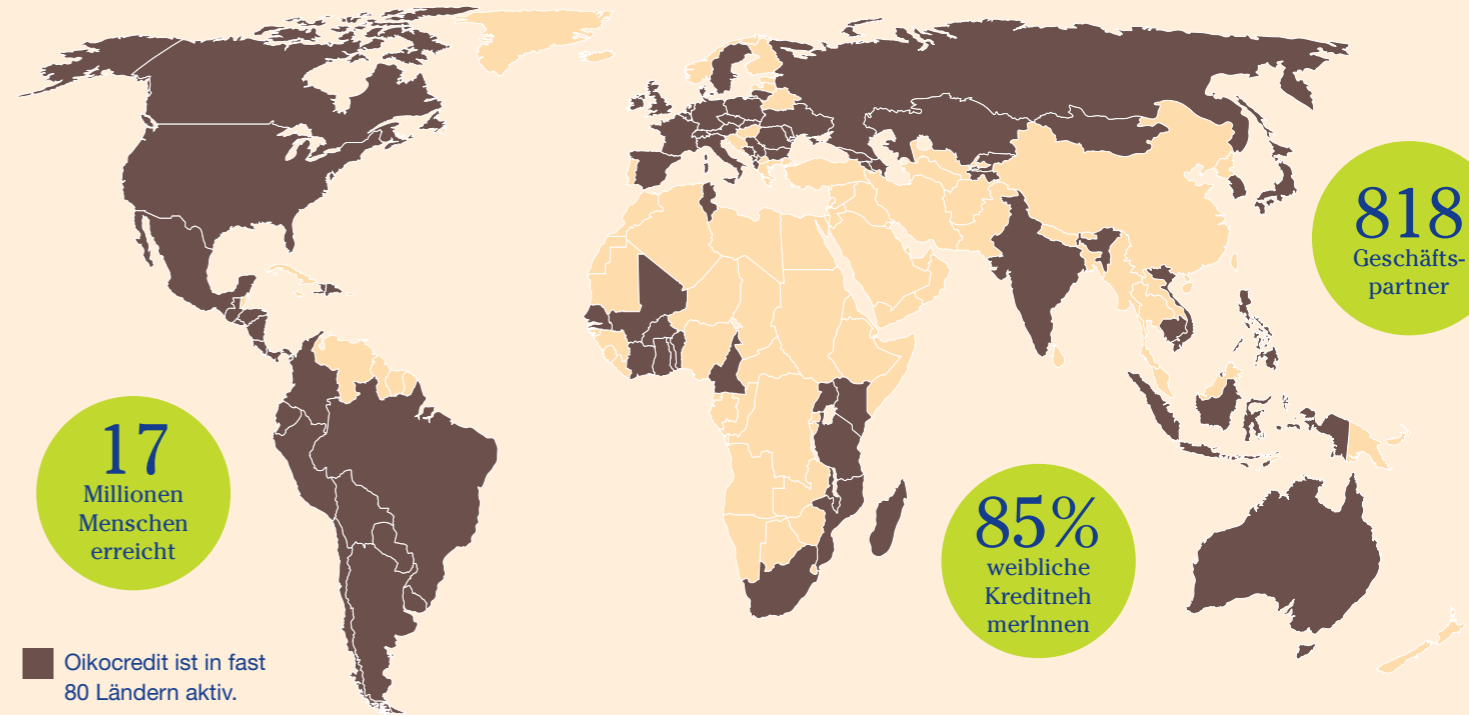 818
Geschäfts-
partner
17
Millionen
Menschen
erreicht
85%
weibliche
Kreditneh
merInnen
Oikocredit ist in fast
80 Ländern aktiv.